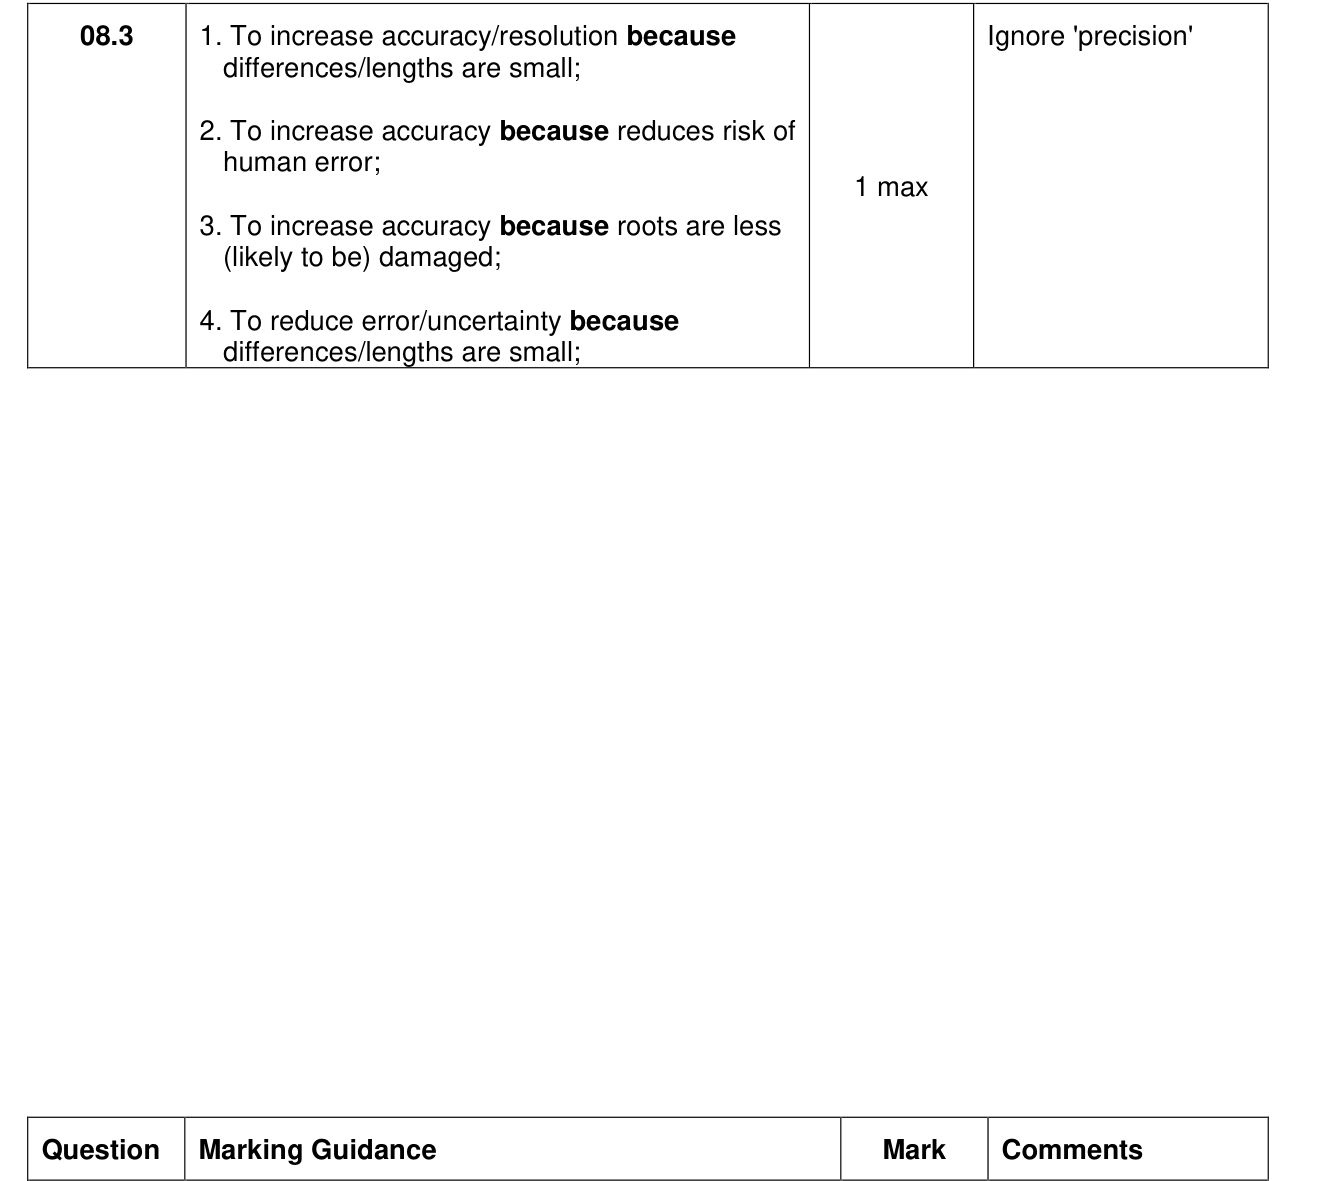 08.3
1. To increase accuracy/resolution because
differences/lengths are small;
2. To increase accuracy because reduces risk of
human error;
3. To increase accuracy because roots are less
(likely to be) damaged;
4. To reduce error/uncertainty because
differences/lengths are small;
1 max
Ignore 'precision'
Question Marking Guidance Mark Comments